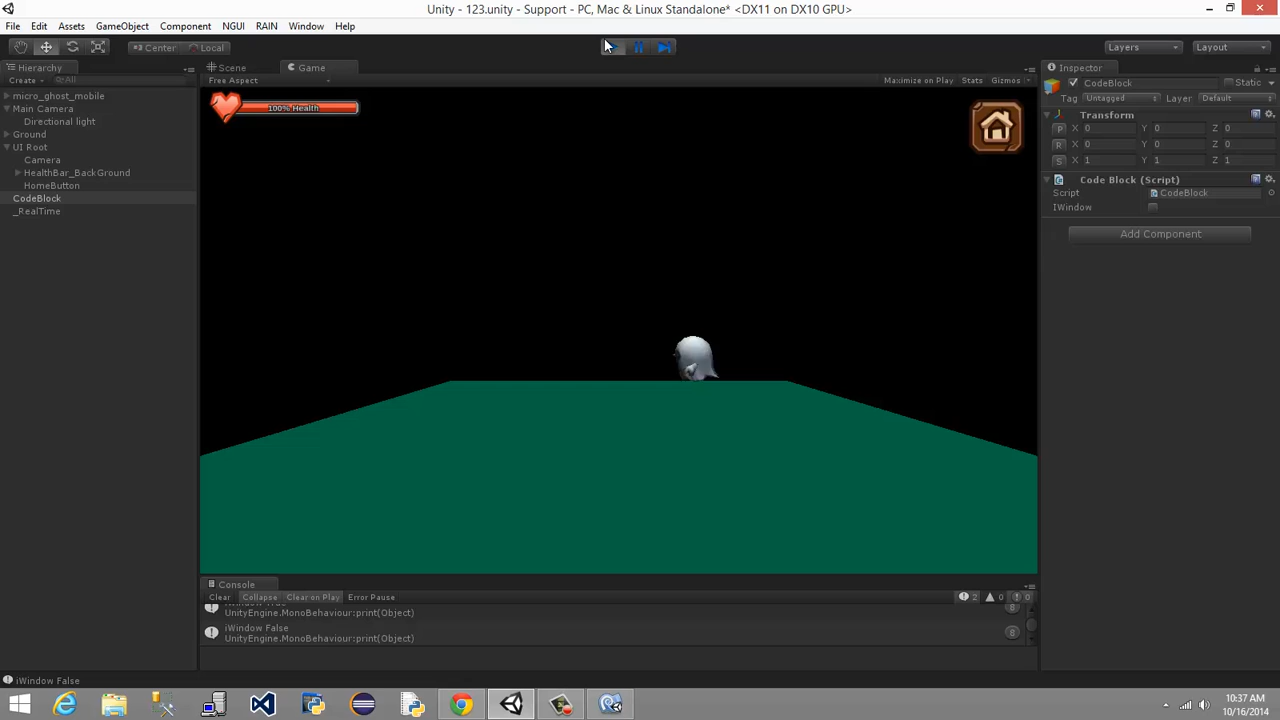 Unity - 123.unity - Support - PC, Mac & Linux Standalone* <DX11 on DX10 GPU>
File Edit Assets GameObject Component NGUI RAIN Window Help
Center Local Layers Layout
Hierarchy Scene Game Inspector
Create All Free Aspect Maximize on Play Stats Gizmos CodeBlock Static
micro_ghost_mobile
Main Camera
Directional light
Ground
UI Root
Camera
HealthBar_BackGround
HomeButton
CodeBlock
_RealTime
100% Health
Tag Untagged Layer Default
Transform
P X 0 Y 0 Z 0
R X 0 Y 0 Z 0
S X 1 Y 1 Z 1
Code Block (Script)
Script CodeBlock
IWindow
Add Component
Console
Clear Collapse Clear on Play Error Pause 2 0 0
UnityEngine.MonoBehaviour:print(Object) 8
iWindow False
UnityEngine.MonoBehaviour:print(Object) 8
iWindow False
10:37 AM
10/16/2014